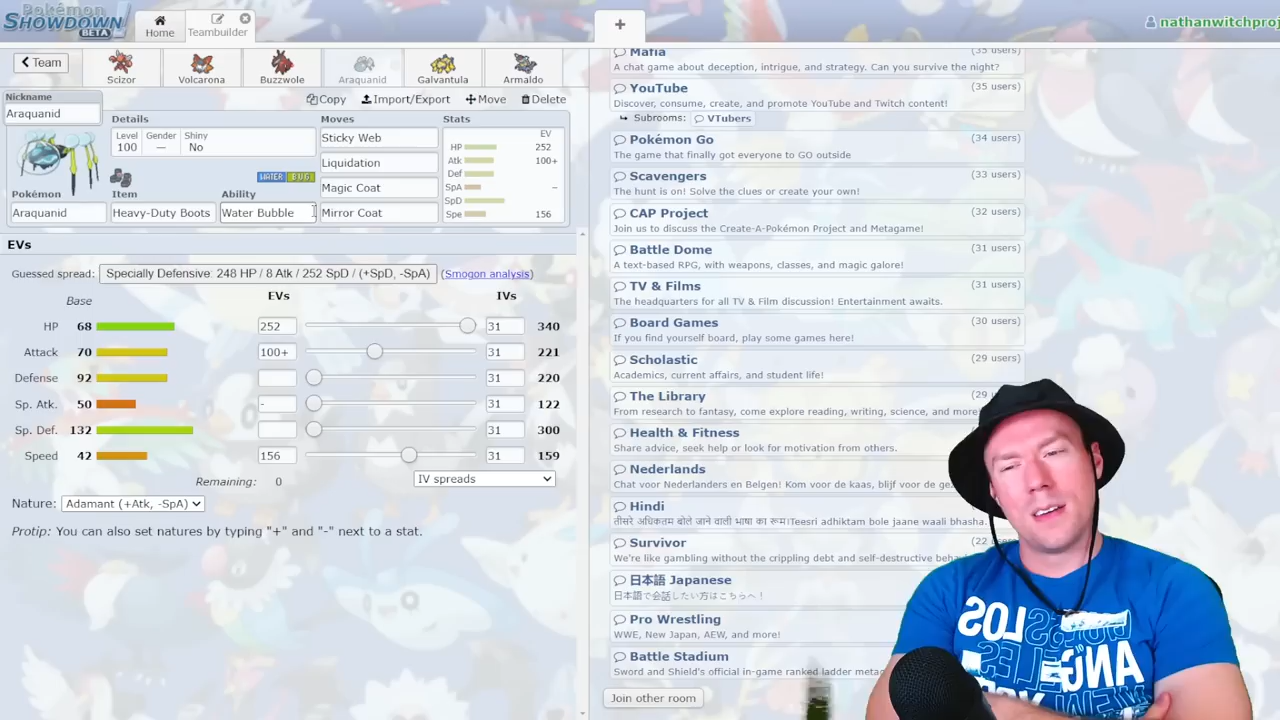 Pokémon
SHOWDOWN!
BETA
Home
Teambuilder
+
nathanwitchproj
Team
Scizor
Volcarona
Buzzwole
Araquanid
Galvantula
Armaldo
Nickname
Araquanid
Copy
Import/Export
Move
Delete
Details
Level
100
Gender
—
Shiny
No
WATER
BUG
Pokémon
Araquanid
Item
Heavy-Duty Boots
Ability
Water Bubble
Moves
Sticky Web
Liquidation
Magic Coat
Mirror Coat
Stats
EV
HP 252
Atk 100+
Def
SpA –
SpD
Spe 156
EVs
Guessed spread: Specially Defensive: 248 HP / 8 Atk / 252 SpD / (+SpD, -SpA) (Smogon analysis)
Base EVs IVs
HP 68 252 31 340
Attack 70 100+ 31 221
Defense 92 31 220
Sp. Atk. 50 - 31 122
Sp. Def. 132 31 300
Speed 42 156 31 159
Remaining: 0
IV spreads
Nature: Adamant (+Atk, -SpA)
Protip: You can also set natures by typing "+" and "-" next to a stat.
Mafia (35 users)
A chat game about deception, intrigue, and strategy. Can you survive the night?
YouTube (35 users)
Discover, consume, create, and promote YouTube and Twitch content!
Subrooms: VTubers
Pokémon Go (34 users)
The game that finally got everyone to GO outside
Scavengers (33 users)
The hunt is on! Solve the clues or create your own!
CAP Project (32 users)
Join us to discuss the Create-A-Pokémon Project and Metagame!
Battle Dome (31 users)
A text-based RPG, with weapons, classes, and magic galore!
TV & Films (31 users)
The headquarters for all TV & Film discussion! Entertainment awaits.
Board Games (30 users)
If you find yourself board, play some games here!
Scholastic (29 users)
Academics, current affairs, and student life!
The Library (29
From research to fantasy, come explore reading, writing, science, and more
Health & Fitness
Share advice, seek help or look for motivation from others.
Nederlands
Chat voor Nederlanders en Belgen! Kom voor de kaas, blijf voor de
Hindi
तीसरे अधिकतम बोले जाने वाली भाषा का रूम।Teesri adhiktam bole jaane waali bhasha
Survivor (22
We're like gambling without the crippling debt and self-destructive
日本語 Japanese
日本語で会話したい方はこちらへ！
Pro Wrestling
WWE, New Japan, AEW, and more!
Battle Stadium
Sword and Shield's official in-game ranked ladder
Join other room
LOS
ANG